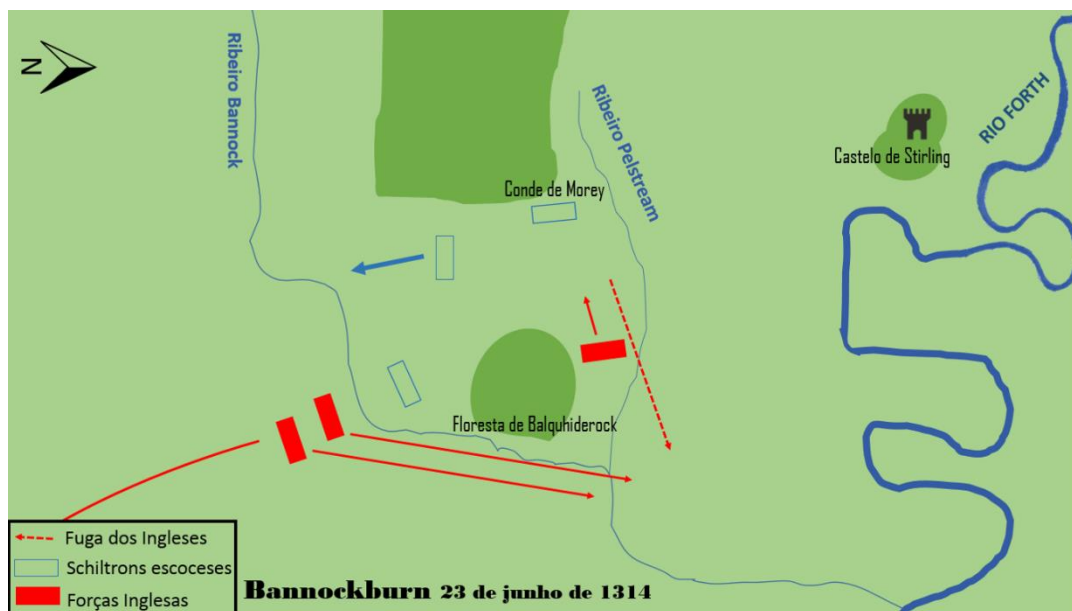 N
Ribeiro Bannock
Ribeiro Pelstream
RIO FORTH
Castelo de Stirling
Conde de Morey
Floresta de Balquhiderock
Fuga dos Ingleses
Schiltrons escoceses
Forças Inglesas
Bannockburn 23 de junho de 1314